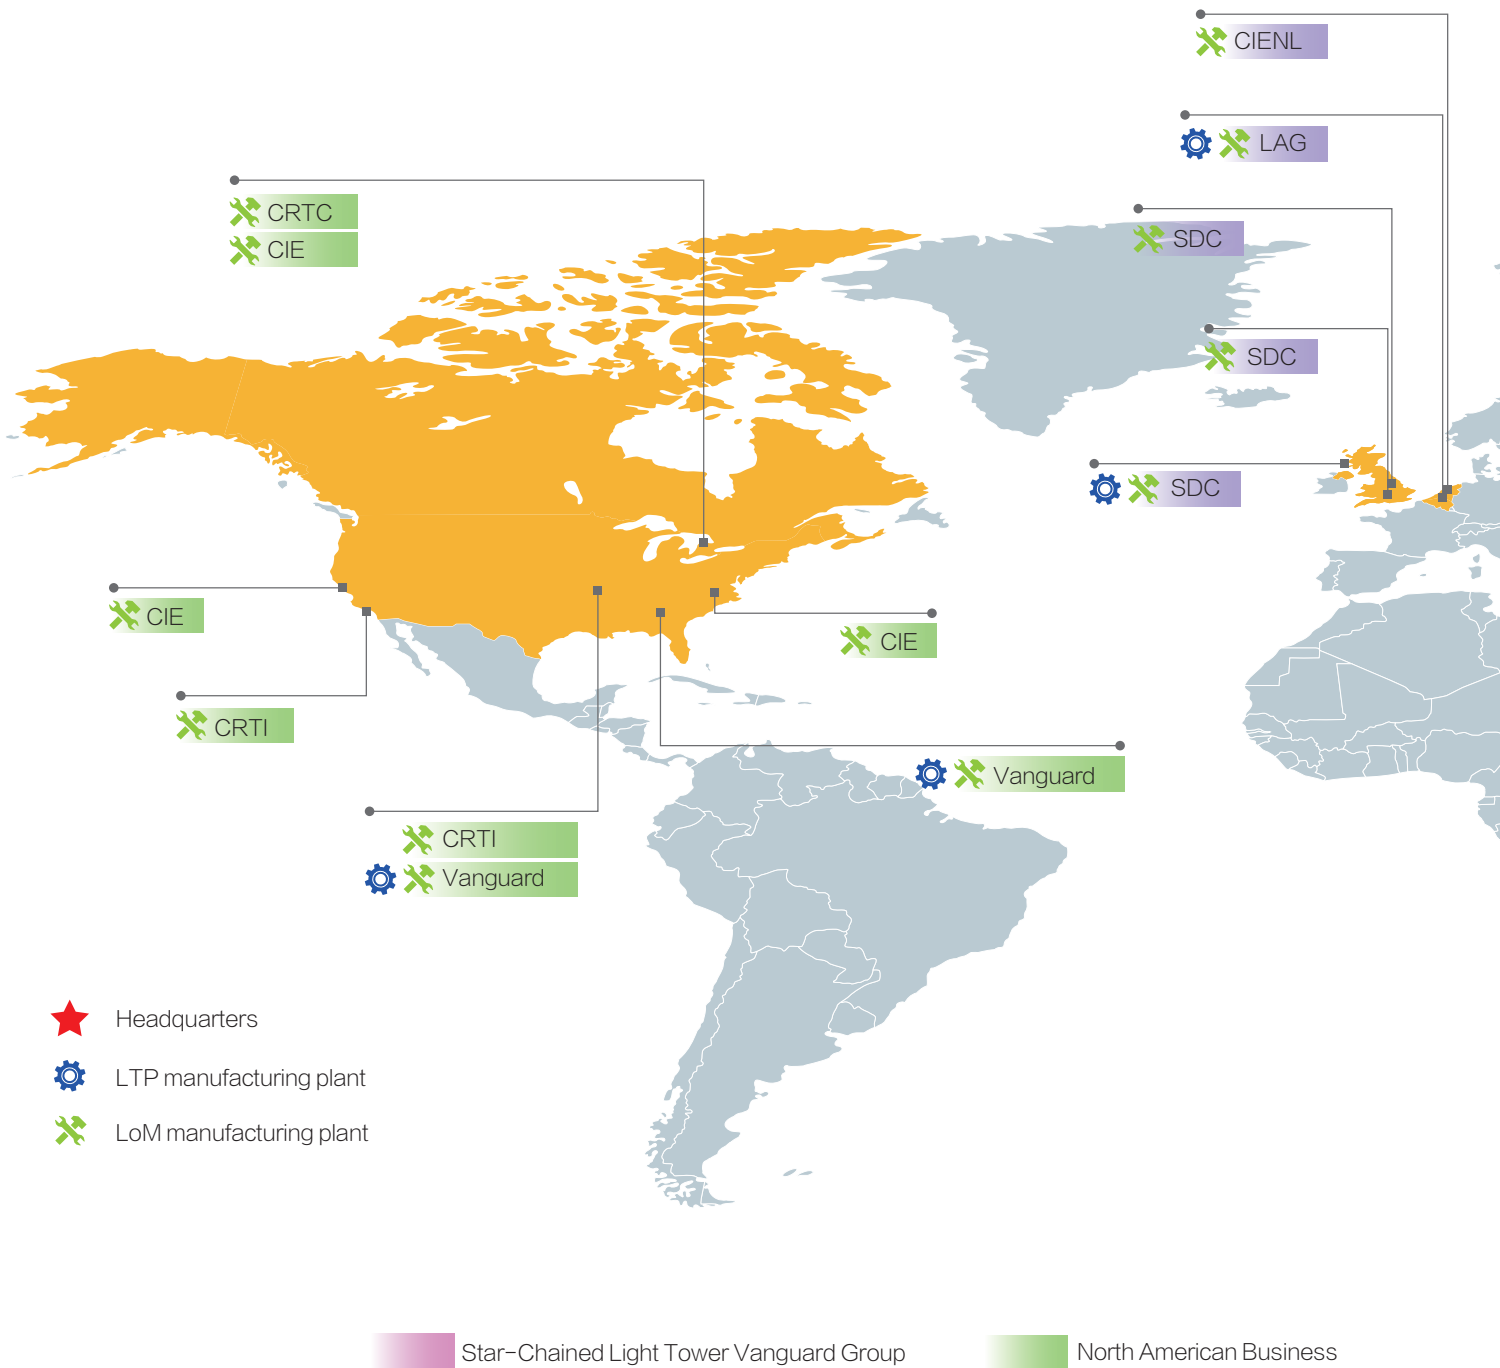 CIENL
LAG
CRTC
CIE
SDC
SDC
SDC
CIE
CIE
CRTI
Vanguard
CRTI
Vanguard
Headquarters
LTP manufacturing plant
LoM manufacturing plant
Star-Chained Light Tower Vanguard Group
North American Business